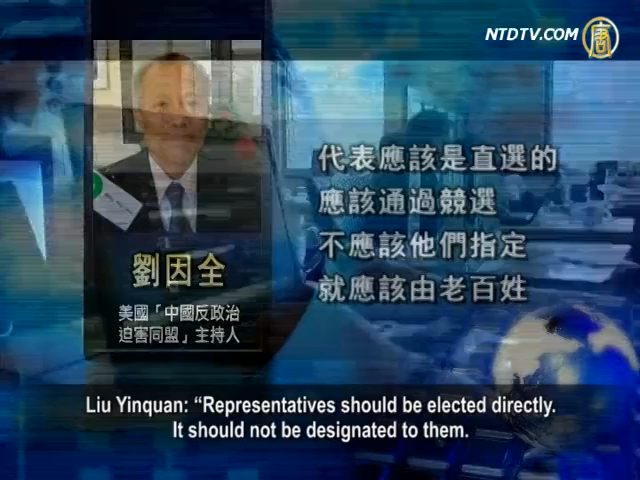 NTDTV.COM
唐
代表應該是直選的
應該通過競選
不應該他們指定
就應該由老百姓
劉因全
美國「中國反政治
迫害同盟」主持人
Liu Yinquan: “Representatives should be elected directly.
It should not be designated to them.